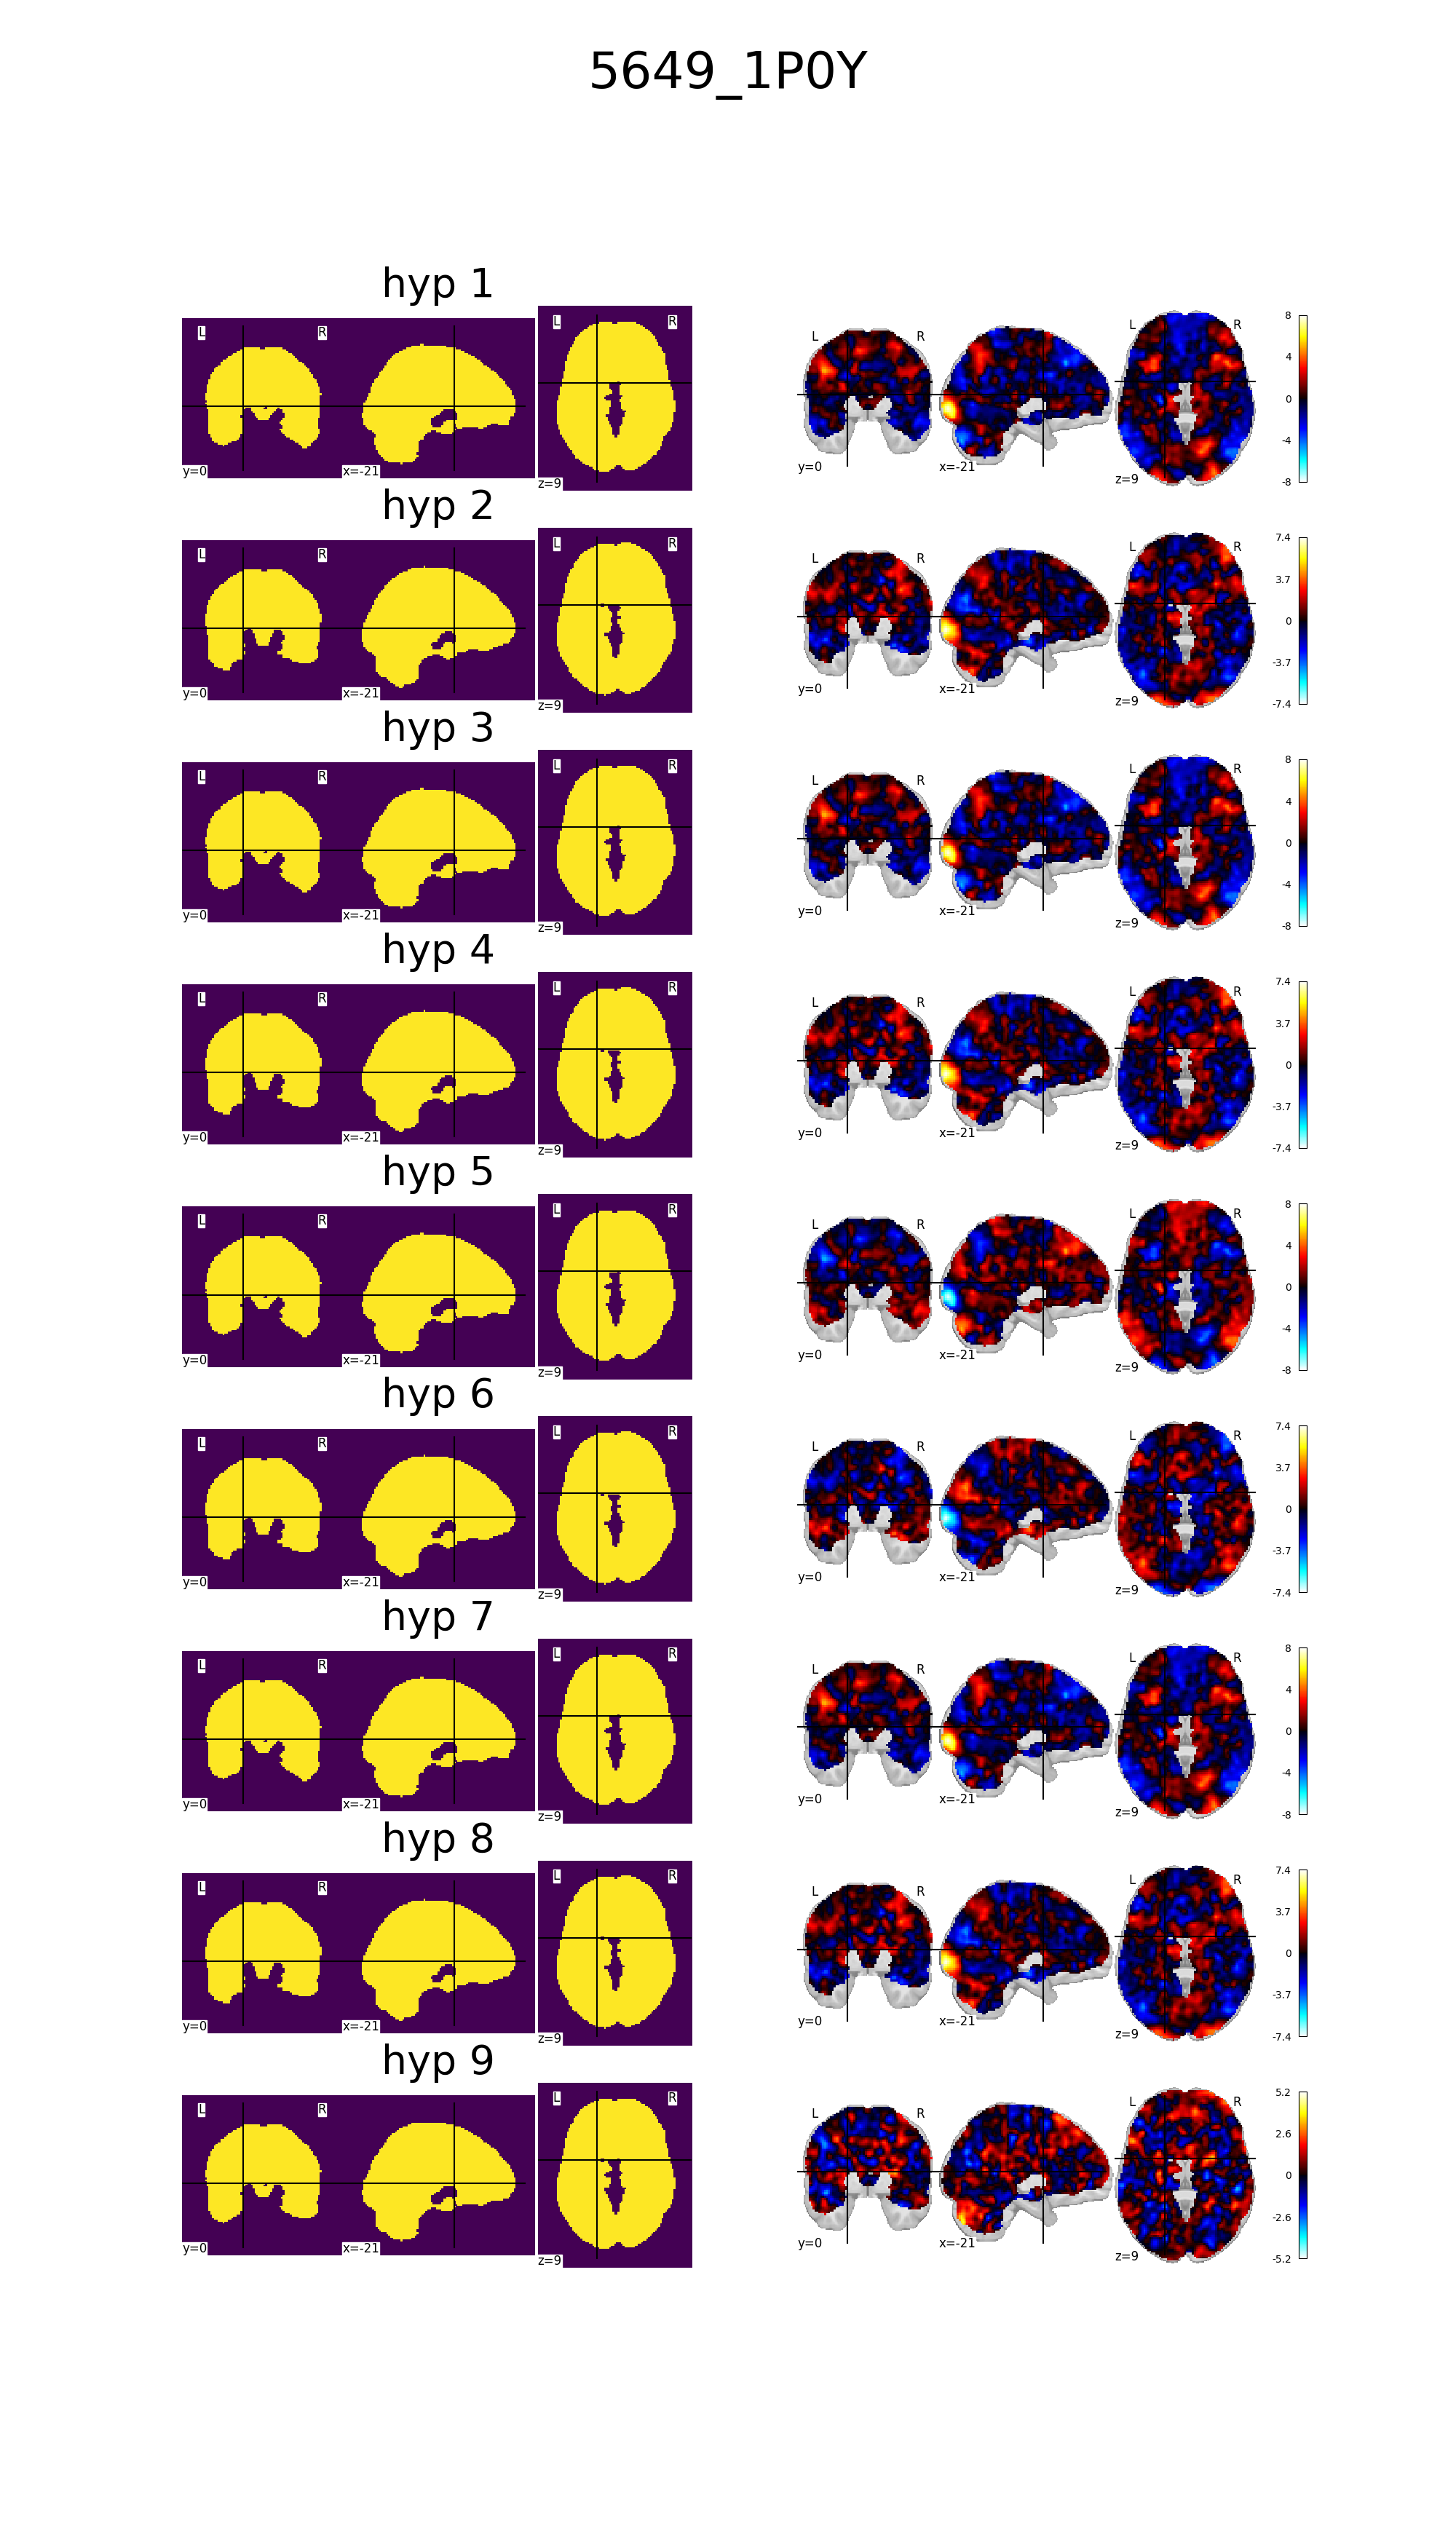 5649_1P0Y
hyp 1
L R L R
y=0 x=-21 z=9
L R L R
y=0 x=-21 z=9
8
4
0
-4
-8
hyp 2
L R L R
y=0 x=-21 z=9
L R L R
y=0 x=-21 z=9
7.4
3.7
0
-3.7
-7.4
hyp 3
L R L R
y=0 x=-21 z=9
L R L R
y=0 x=-21 z=9
8
4
0
-4
-8
hyp 4
L R L R
y=0 x=-21 z=9
L R L R
y=0 x=-21 z=9
7.4
3.7
0
-3.7
-7.4
hyp 5
L R L R
y=0 x=-21 z=9
L R L R
y=0 x=-21 z=9
8
4
0
-4
-8
hyp 6
L R L R
y=0 x=-21 z=9
L R L R
y=0 x=-21 z=9
7.4
3.7
0
-3.7
-7.4
hyp 7
L R L R
y=0 x=-21 z=9
L R L R
y=0 x=-21 z=9
8
4
0
-4
-8
hyp 8
L R L R
y=0 x=-21 z=9
L R L R
y=0 x=-21 z=9
7.4
3.7
0
-3.7
-7.4
hyp 9
L R L R
y=0 x=-21 z=9
L R L R
y=0 x=-21 z=9
5.2
2.6
0
-2.6
-5.2